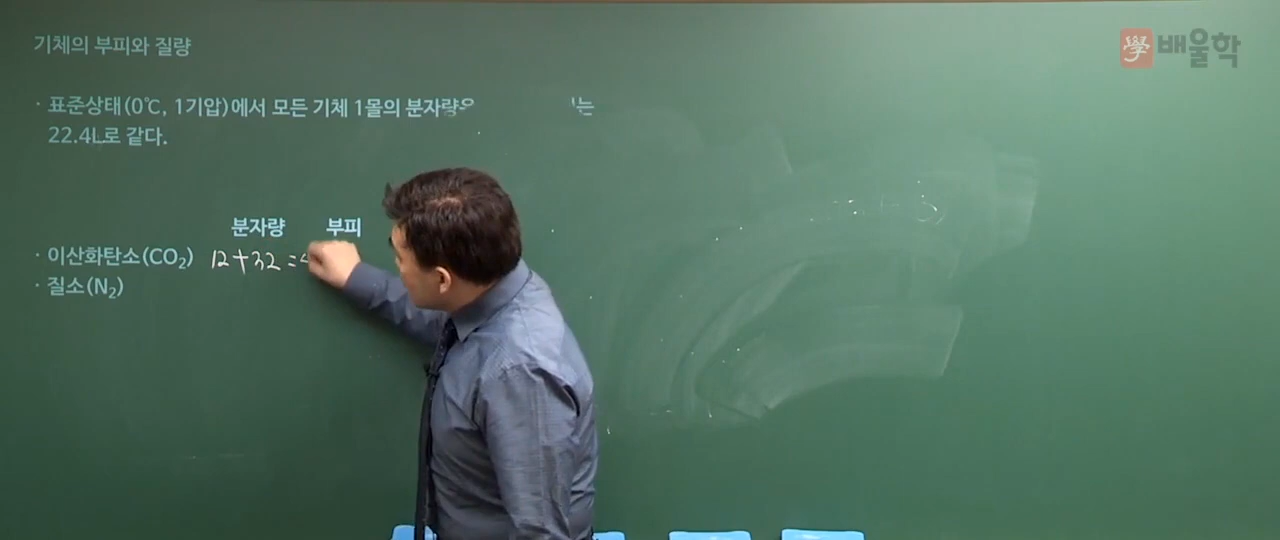 기체의 부피와 질량
學 배울학
· 표준상태(0℃, 1기압)에서 모든 기체 1몰의 분자량은 는
22.4L로 같다.
분자량 부피
· 이산화탄소(CO₂) 12+32=
· 질소(N₂)